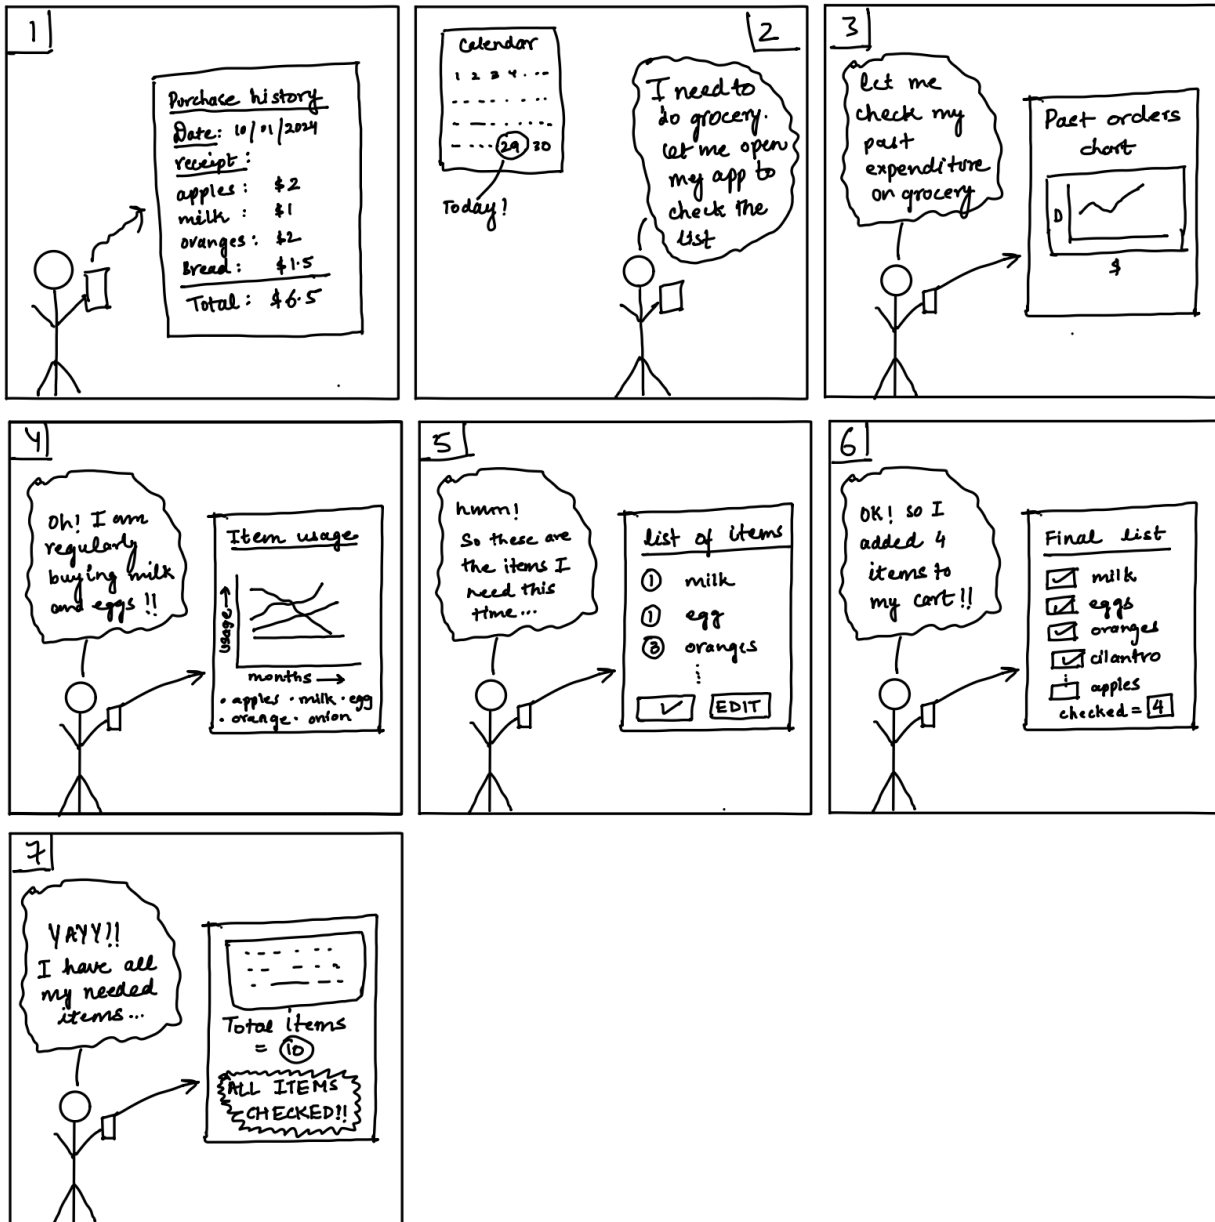 1
Purchase history
Date: 10/01/2024
receipt:
apples: $2
milk: $1
oranges: $2
Bread: $1.5
Total: $6.5
2
Calendar
1 2 3 4 . . --
29 30
Today!
I need to
do grocery.
let me open
my app to
check the
list
3
let me
check my
past
expenditure
on grocery
Past orders
chart
D
$
4
Oh! I am
regularly
buying milk
and eggs !!
Item usage
usage→
months →
• apples • milk • egg
• orange • onion
5
hmm!
So these are
the items I
need this
time...
list of items
1 milk
1 egg
3 oranges
EDIT
6
OK! so I
added 4
items to
my cart!!
Final list
milk
eggs
oranges
cilantro
apples
checked = 4
7
YAYY!!
I have all
my needed
items...
Total items
= 10
ALL ITEMS
CHECKED!!